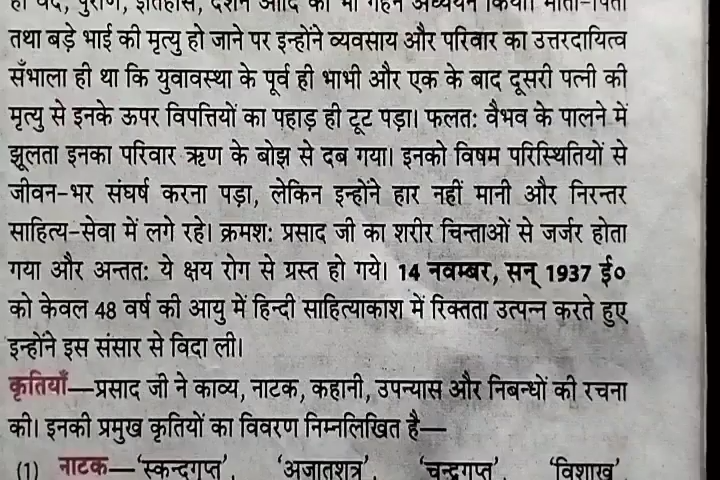 ही वेद, पुराण, इतिहास, दर्शन आदि का भी गहन अध्ययन किया। माता-पिता
तथा बड़े भाई की मृत्यु हो जाने पर इन्होंने व्यवसाय और परिवार का उत्तरदायित्व
सँभाला ही था कि युवावस्था के पूर्व ही भाभी और एक के बाद दूसरी पत्नी की
मृत्यु से इनके ऊपर विपत्तियों का पहाड़ ही टूट पड़ा। फलतः वैभव के पालने में
झूलता इनका परिवार ऋण के बोझ से दब गया। इनको विषम परिस्थितियों से
जीवन-भर संघर्ष करना पड़ा, लेकिन इन्होंने हार नहीं मानी और निरन्तर
साहित्य-सेवा में लगे रहे। क्रमशः प्रसाद जी का शरीर चिन्ताओं से जर्जर होता
गया और अन्ततः ये क्षय रोग से ग्रस्त हो गये। 14 नवम्बर, सन् 1937 ई०
को केवल 48 वर्ष की आयु में हिन्दी साहित्याकाश में रिक्तता उत्पन्न करते हुए
इन्होंने इस संसार से विदा ली।
कृतियाँ—प्रसाद जी ने काव्य, नाटक, कहानी, उपन्यास और निबन्धों की रचना
की। इनकी प्रमुख कृतियों का विवरण निम्नलिखित है—
(1) नाटक—'स्कन्दगुप्त', 'अजातशत्रु', 'चन्द्रगुप्त', 'विशाख',